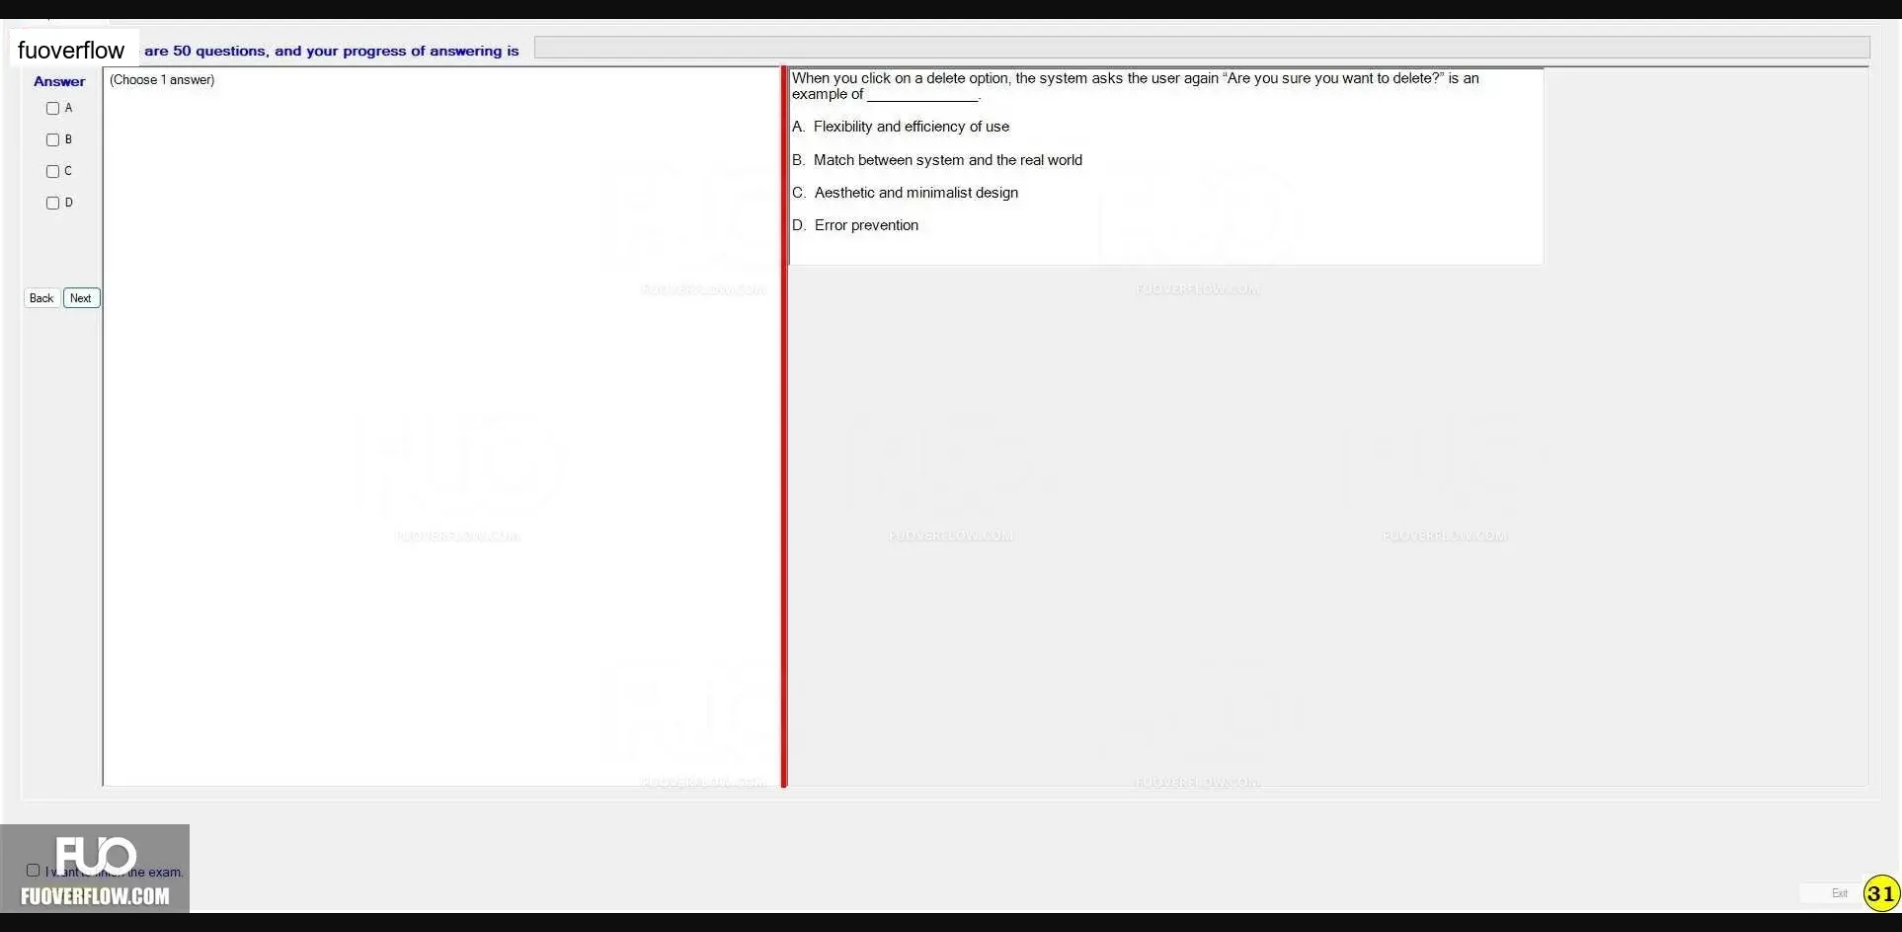 fuoverflow are 50 questions, and your progress of answering is
Answer
(Choose 1 answer)
A
B
C
D
Back Next
When you click on a delete option, the system asks the user again “Are you sure you want to delete?” is an
example of ______________.
A. Flexibility and efficiency of use
B. Match between system and the real world
C. Aesthetic and minimalist design
D. Error prevention
FUOVERFLOW.COM FUOVERFLOW.COM
FUOVERFLOW.COM FUOVERFLOW.COM FUOVERFLOW.COM
FUOVERFLOW.COM FUOVERFLOW.COM
FUO
I want the exam.
FUOVERFLOW.COM
Exit 31